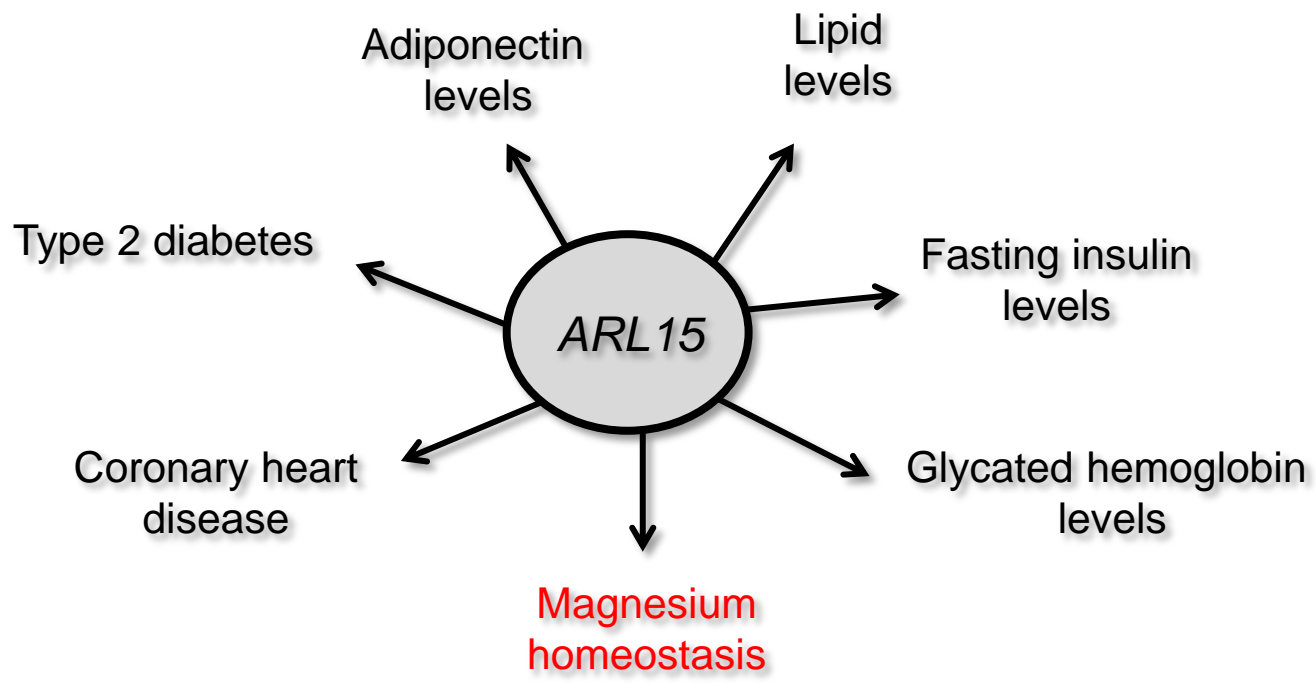 Adiponectin
levels
Lipid
levels
Type 2 diabetes
Fasting insulin
levels
ARL15
Coronary heart
disease
Glycated hemoglobin
levels
Magnesium
homeostasis